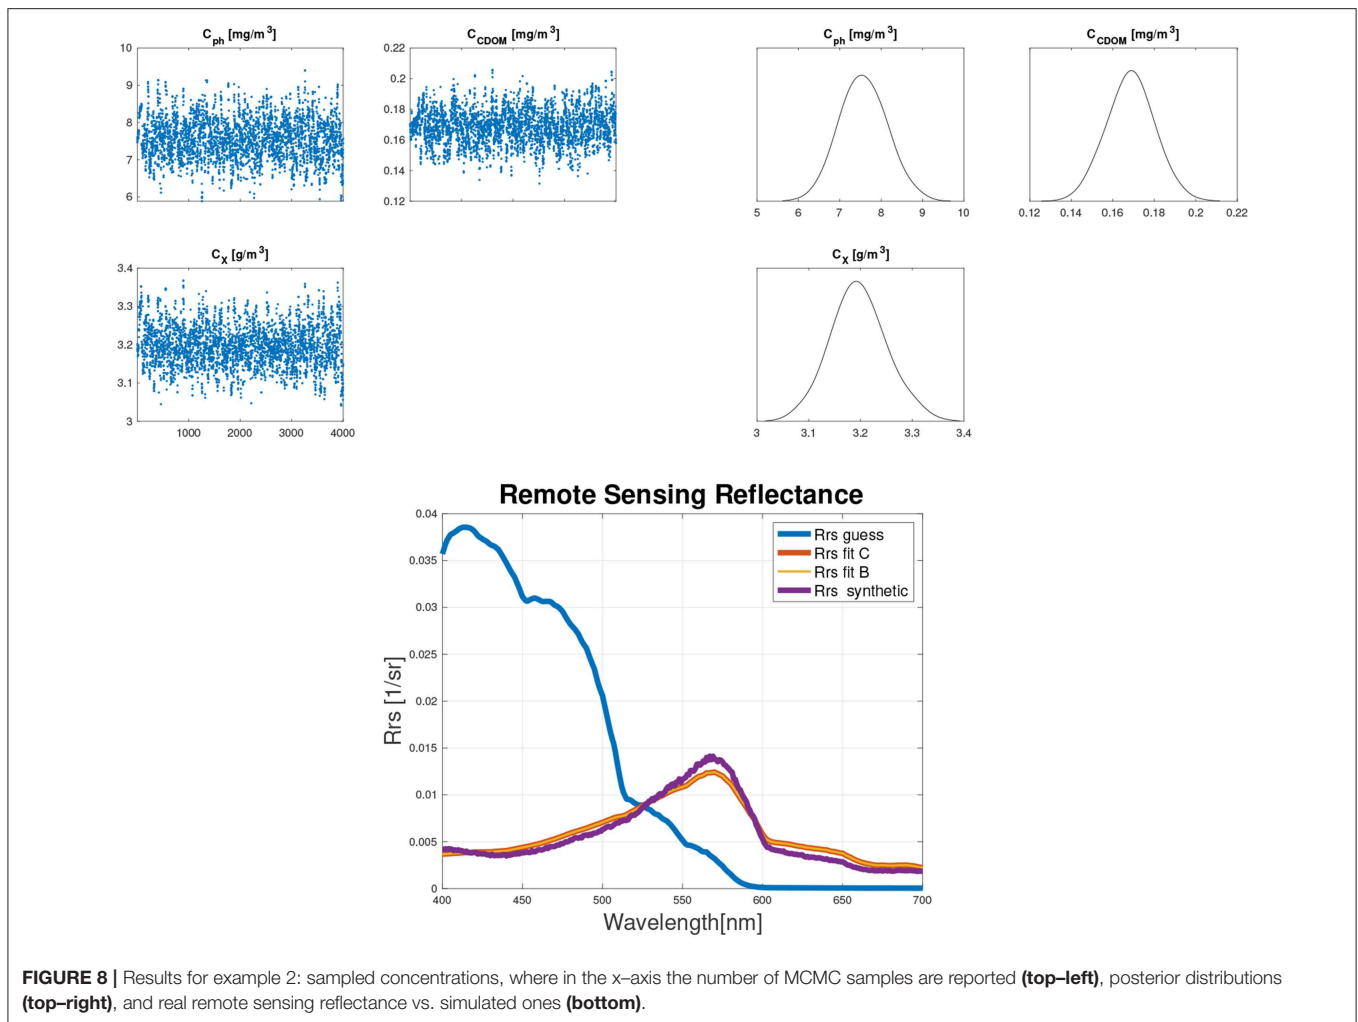 C_ph [mg/m^3]
10
9
8
7
6
C_CDOM [mg/m^3]
0.22
0.2
0.18
0.16
0.14
0.12
C_ph [mg/m^3]
5 6 7 8 9 10
C_CDOM [mg/m^3]
0.12 0.14 0.16 0.18 0.2 0.22
C_X [g/m^3]
3.4
3.3
3.2
3.1
3
1000 2000 3000 4000
C_X [g/m^3]
3 3.1 3.2 3.3 3.4
Remote Sensing Reflectance
0.04
0.035
0.03
0.025
0.02
0.015
0.01
0.005
0
Rrs [1/sr]
Rrs guess
Rrs fit C
Rrs fit B
Rrs synthetic
400 450 500 550 600 650 700
Wavelength[nm]
FIGURE 8 | Results for example 2: sampled concentrations, where in the x–axis the number of MCMC samples are reported (top–left), posterior distributions
(top–right), and real remote sensing reflectance vs. simulated ones (bottom).